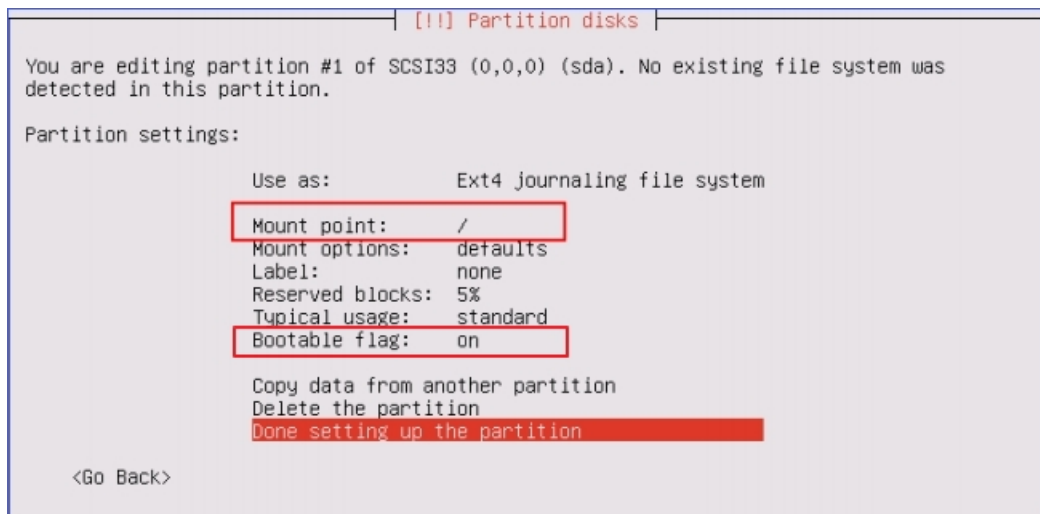 [!!] Partition disks
You are editing partition #1 of SCSI33 (0,0,0) (sda). No existing file system was
detected in this partition.
Partition settings:
Use as: Ext4 journaling file system
Mount point: /
Mount options: defaults
Label: none
Reserved blocks: 5%
Typical usage: standard
Bootable flag: on
Copy data from another partition
Delete the partition
Done setting up the partition
<Go Back>